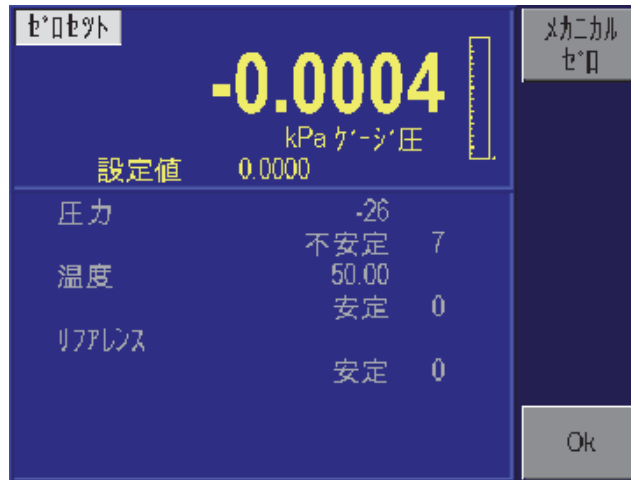 ｾﾞﾛｾｯﾄ
-0.0004
kPa ｹﾞｰｼﾞ圧
設定値 0.0000
圧力 -26
不安定 7
温度 50.00
安定 0
ﾘﾌｧﾚﾝｽ
安定 0
ﾒｶﾆｶﾙ
ｾﾞﾛ
Ok